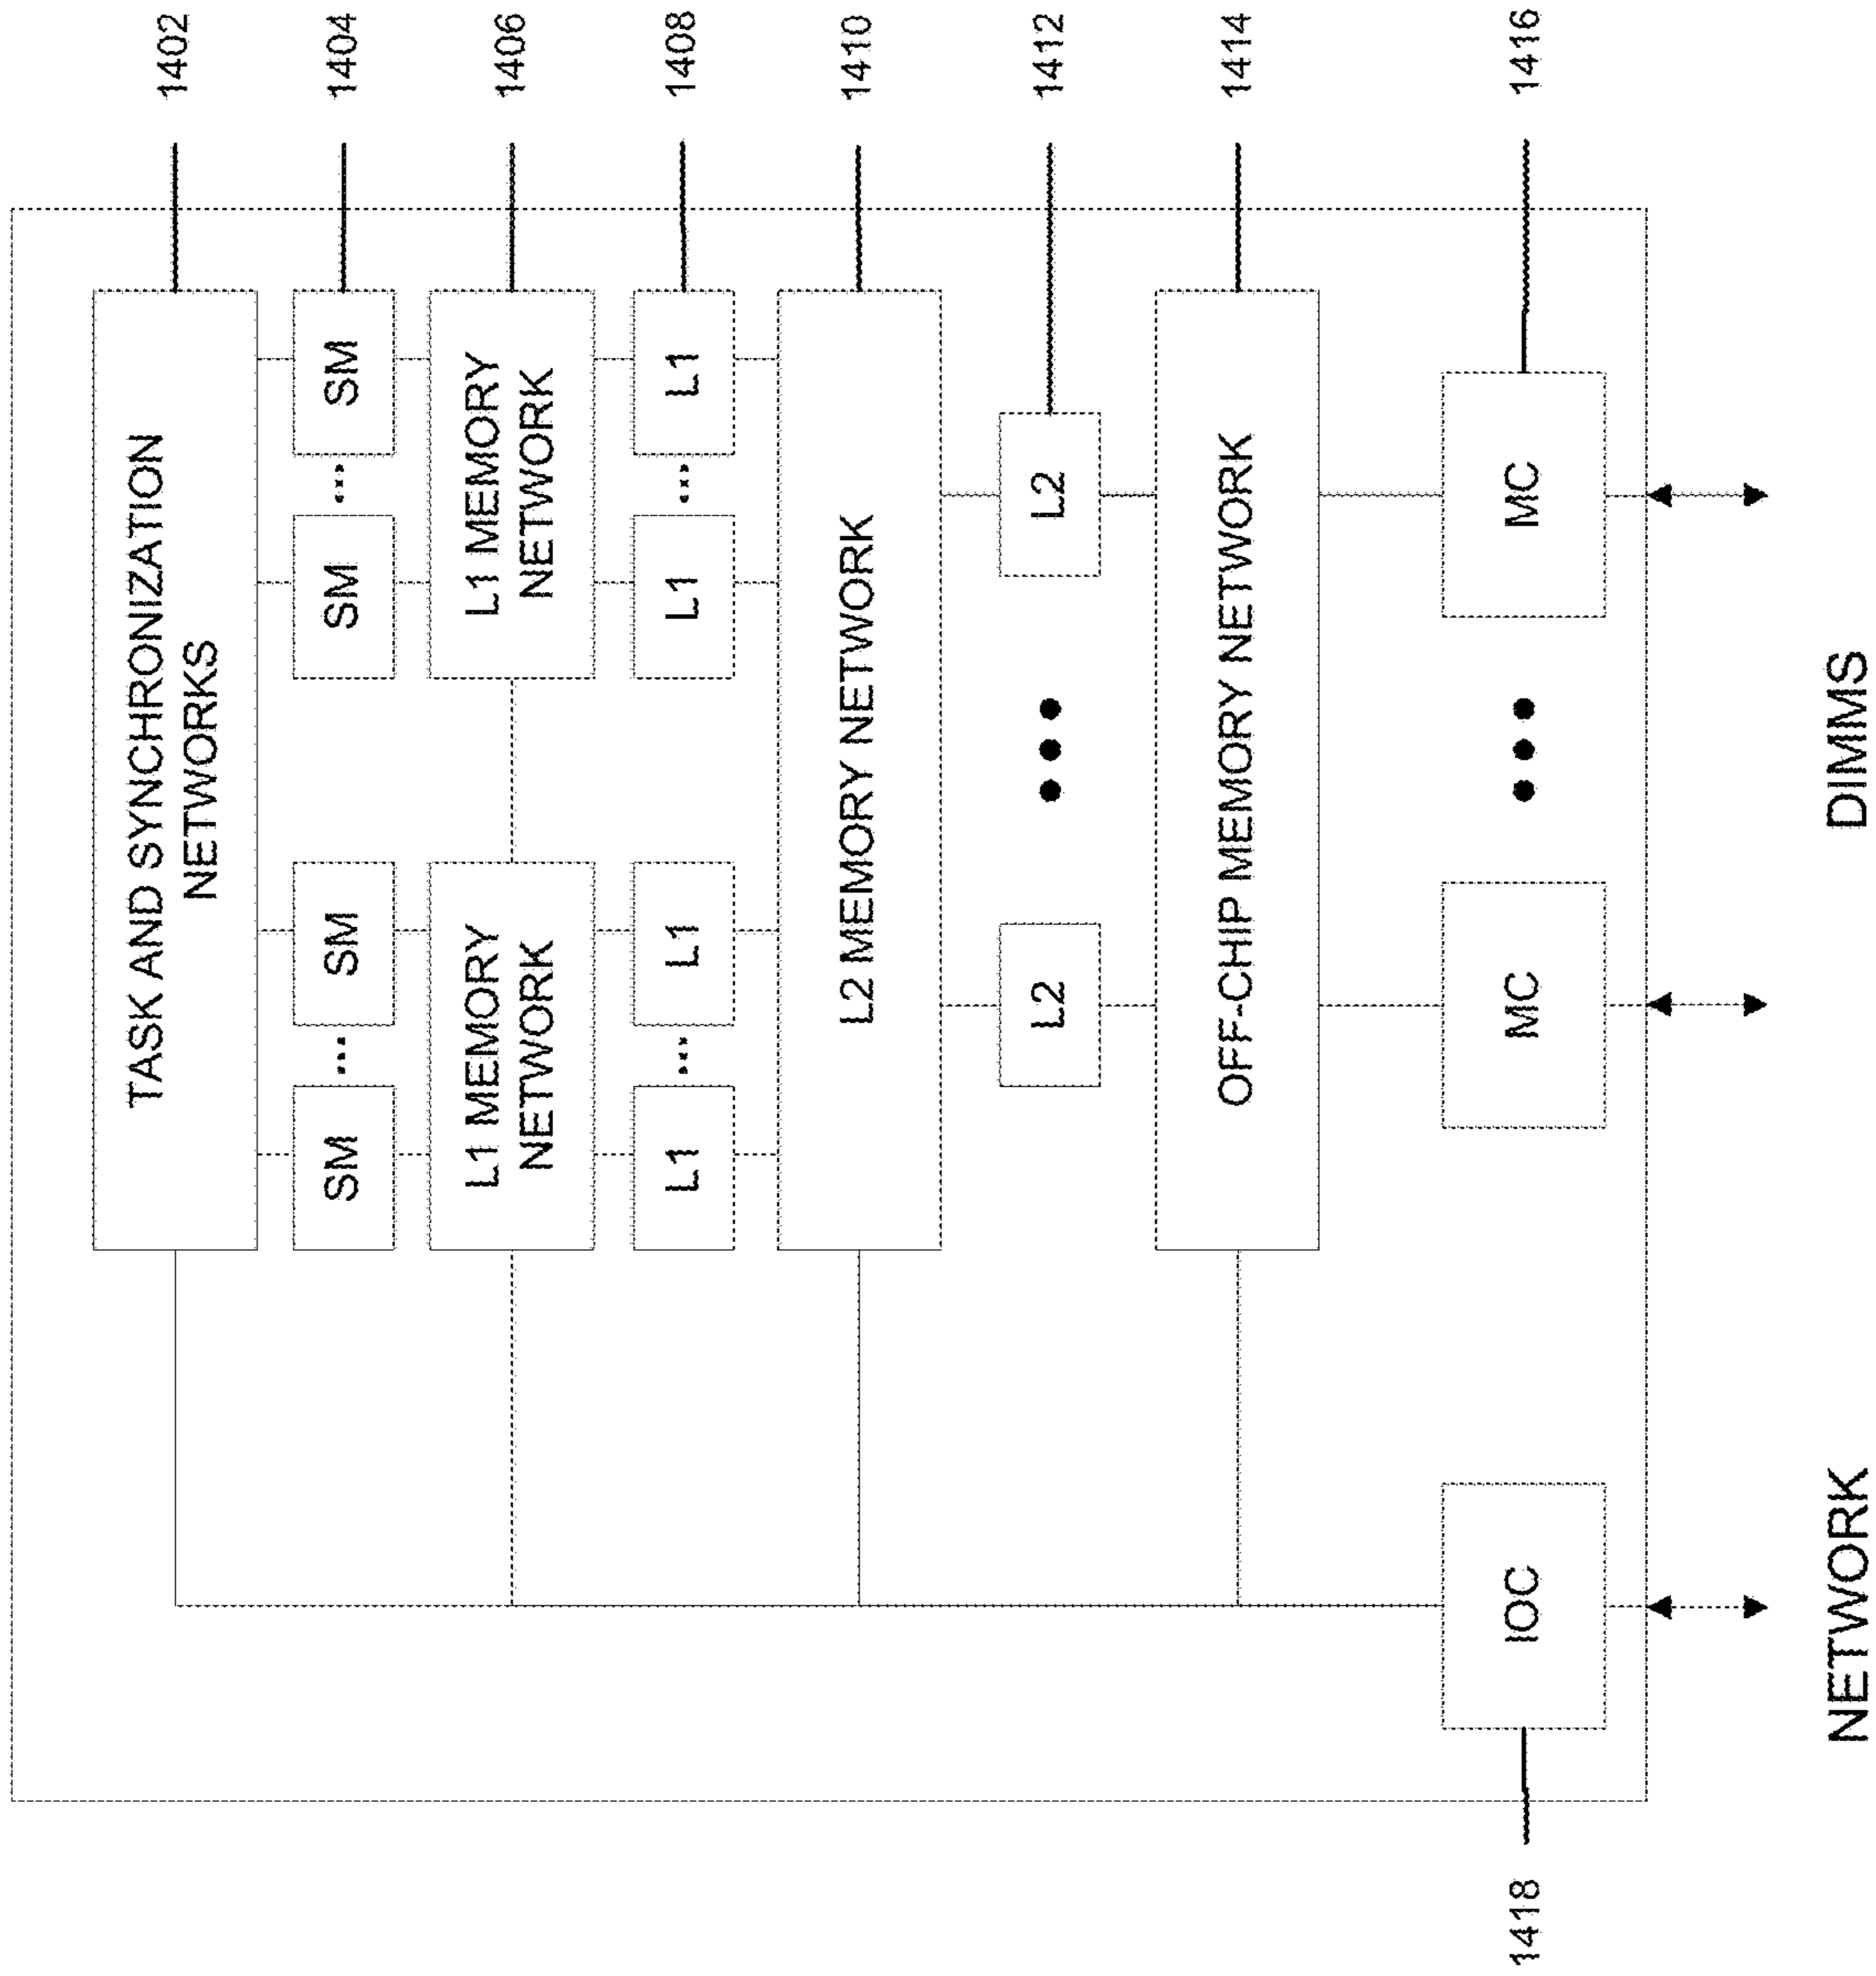 TASK AND SYNCHRONIZATION
NETWORKS
1402
SM
...
SM
SM
...
SM
1404
L1 MEMORY
NETWORK
L1 MEMORY
NETWORK
1406
L1
...
L1
L1
...
L1
1408
L2 MEMORY NETWORK
1410
L2
L2
1412
OFF-CHIP MEMORY NETWORK
1414
1418
IOC
MC
MC
1416
NETWORK
DIMMS